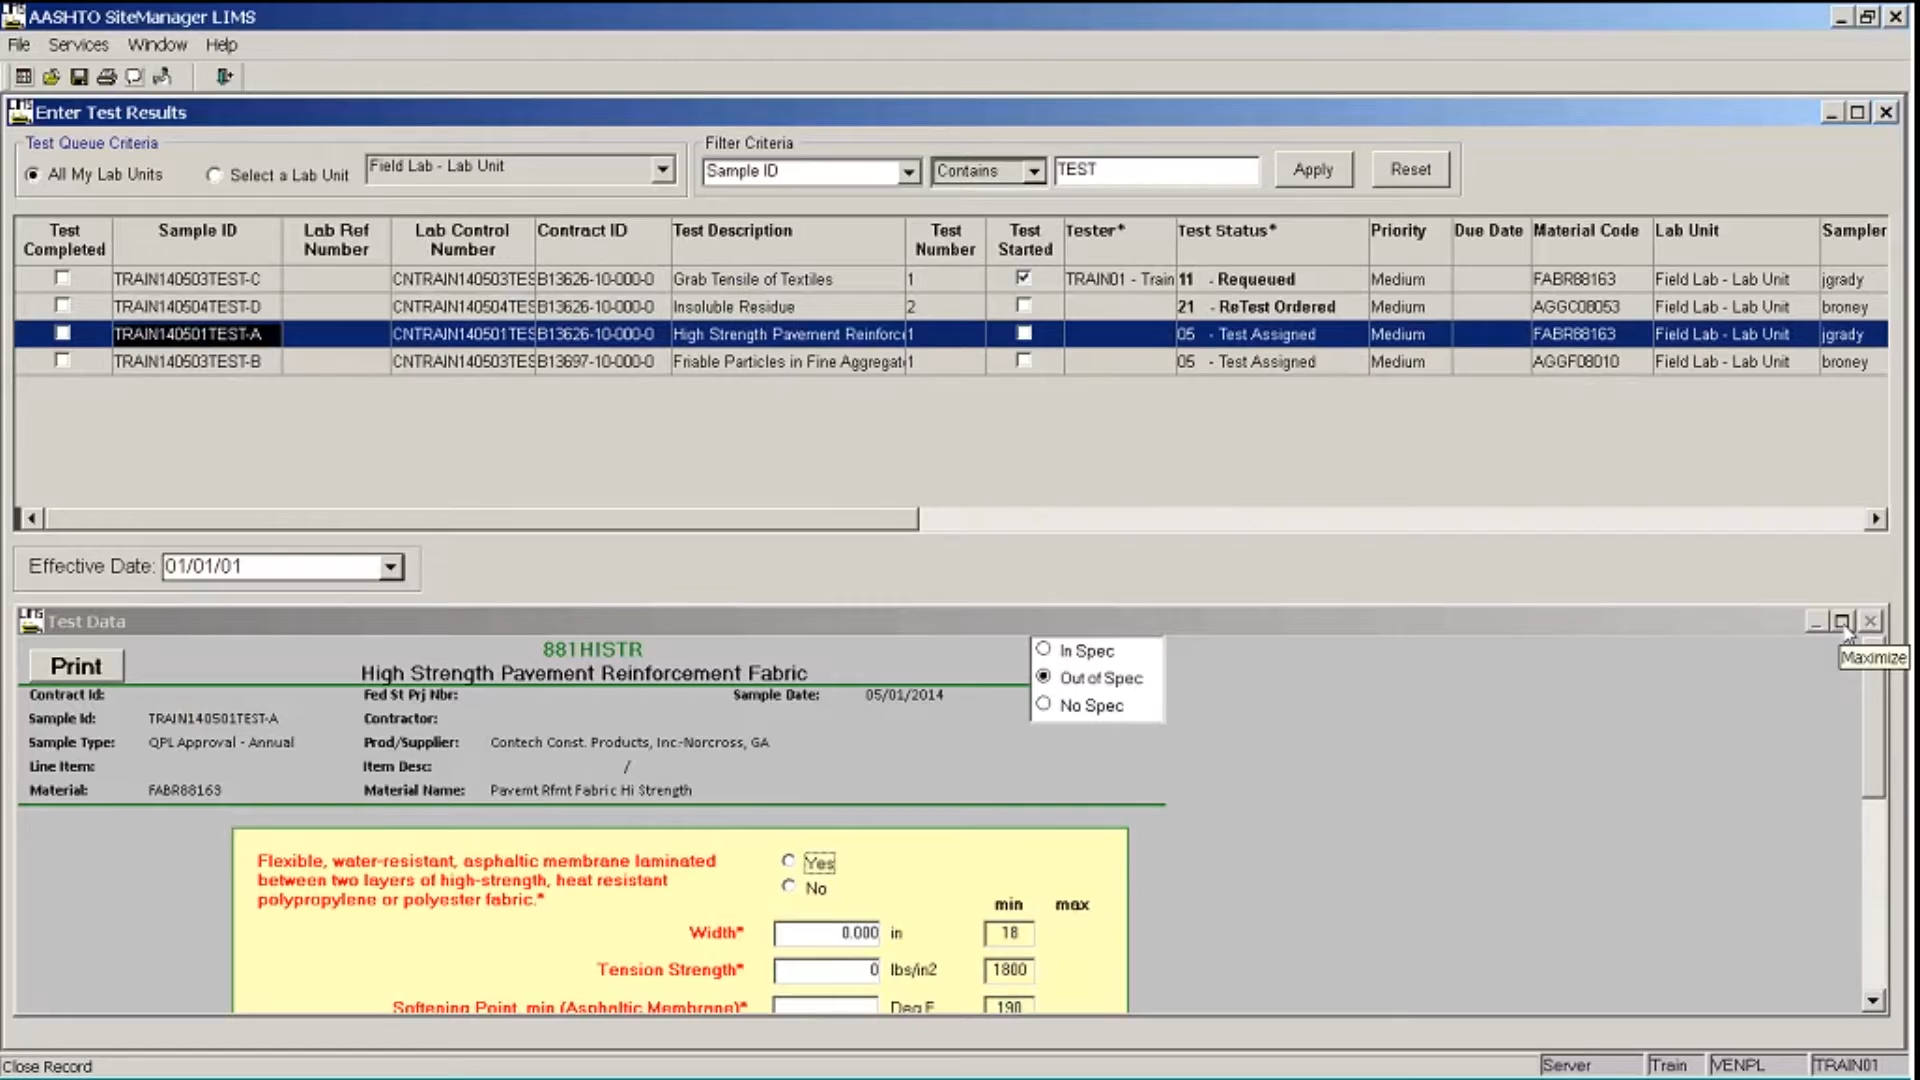 AASHTO SiteManager LIMS
File Services Window Help
Enter Test Results
Test Queue Criteria
All My Lab Units Select a Lab Unit Field Lab - Lab Unit
Filter Criteria
Sample ID Contains TEST Apply Reset
Test Completed Sample ID Lab Ref Number Lab Control Number Contract ID Test Description Test Number Test Started Tester* Test Status* Priority Due Date Material Code Lab Unit Sampler
TRAIN140503TEST-C CNTRAIN140503TES B13626-10-000-0 Grab Tensile of Textiles 1 TRAIN01 - Train 11 - Requeued Medium FABR88163 Field Lab - Lab Unit jgrady
TRAIN140504TEST-D CNTRAIN140504TES B13626-10-000-0 Insoluble Residue 2 21 - ReTest Ordered Medium AGGC08053 Field Lab - Lab Unit broney
TRAIN140501TEST-A CNTRAIN140501TES B13626-10-000-0 High Strength Pavement Reinforc 1 05 - Test Assigned Medium FABR88163 Field Lab - Lab Unit jgrady
TRAIN140503TEST-B CNTRAIN140503TES B13697-10-000-0 Friable Particles in Fine Aggregat 1 05 - Test Assigned Medium AGGF08010 Field Lab - Lab Unit broney
Effective Date: 01/01/01
Test Data
Maximize
Print
881HISTR
High Strength Pavement Reinforcement Fabric
In Spec
Out of Spec
No Spec
Contract Id: Fed St Prj Nbr: Sample Date: 05/01/2014
Sample Id: TRAIN140501TEST-A Contractor:
Sample Type: QPL Approval - Annual Prod/Supplier: Contech Const. Products, Inc-Norcross, GA
Line Item: Item Desc: /
Material: FABR88163 Material Name: Pavemt Rfmt Fabric Hi Strength
Flexible, water-resistant, asphaltic membrane laminated
between two layers of high-strength, heat resistant
polypropylene or polyester fabric.*
Yes
No
min max
Width* 0.000 in 18
Tension Strength* 0 lbs/in2 1800
Softening Point, min (Asphaltic Membrane)* Deg F 190
Close Record Server Train VENPL TRAIN01